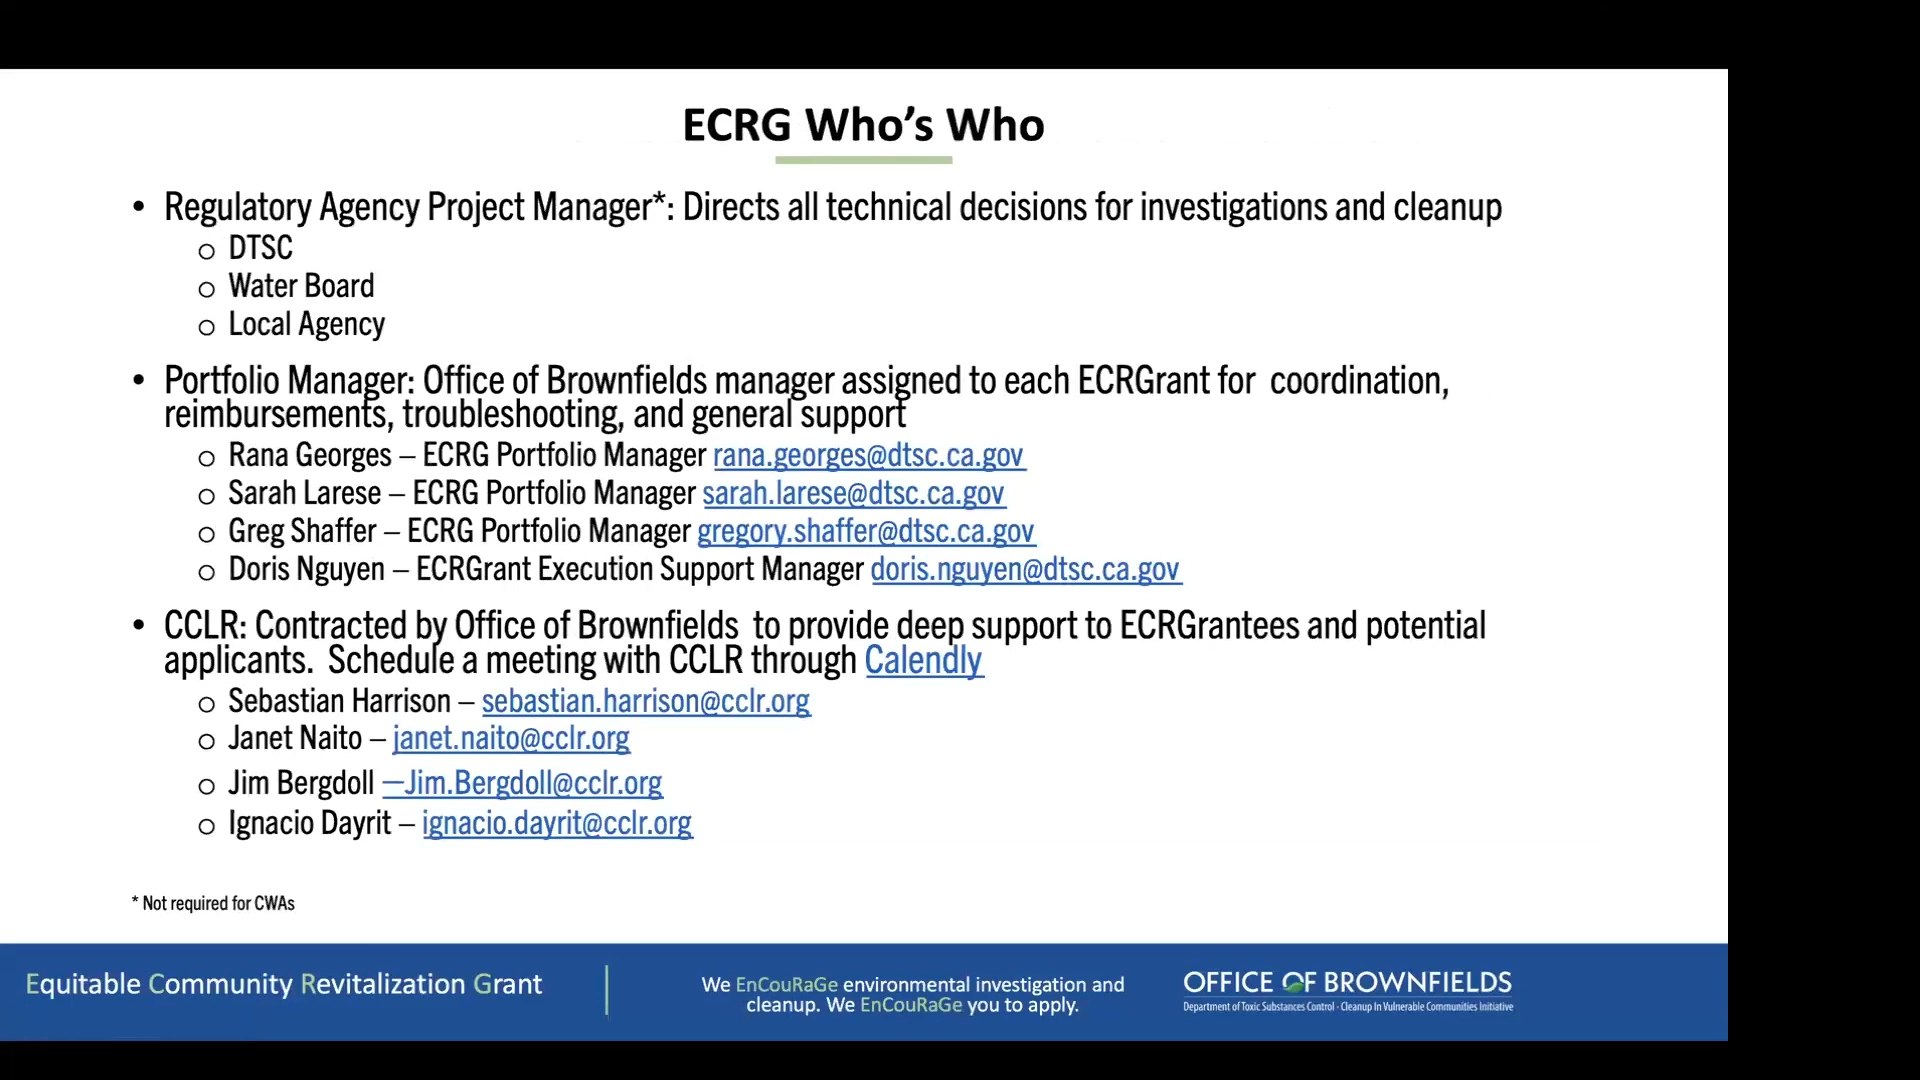 ECRG Who’s Who
• Regulatory Agency Project Manager*: Directs all technical decisions for investigations and cleanup
o DTSC
o Water Board
o Local Agency
• Portfolio Manager: Office of Brownfields manager assigned to each ECRGrant for  coordination,
reimbursements, troubleshooting, and general support
o Rana Georges – ECRG Portfolio Manager rana.georges@dtsc.ca.gov
o Sarah Larese – ECRG Portfolio Manager sarah.larese@dtsc.ca.gov
o Greg Shaffer – ECRG Portfolio Manager gregory.shaffer@dtsc.ca.gov
o Doris Nguyen – ECRGrant Execution Support Manager doris.nguyen@dtsc.ca.gov
• CCLR: Contracted by Office of Brownfields  to provide deep support to ECRGrantees and potential
applicants.  Schedule a meeting with CCLR through Calendly
o Sebastian Harrison – sebastian.harrison@cclr.org
o Janet Naito – janet.naito@cclr.org
o Jim Bergdoll —Jim.Bergdoll@cclr.org
o Ignacio Dayrit – ignacio.dayrit@cclr.org
* Not required for CWAs
Equitable Community Revitalization Grant
We EnCouRaGe environmental investigation and
cleanup. We EnCouRaGe you to apply.
OFFICE OF BROWNFIELDS
Department of Toxic Substances Control - Cleanup In Vulnerable Communities Initiative